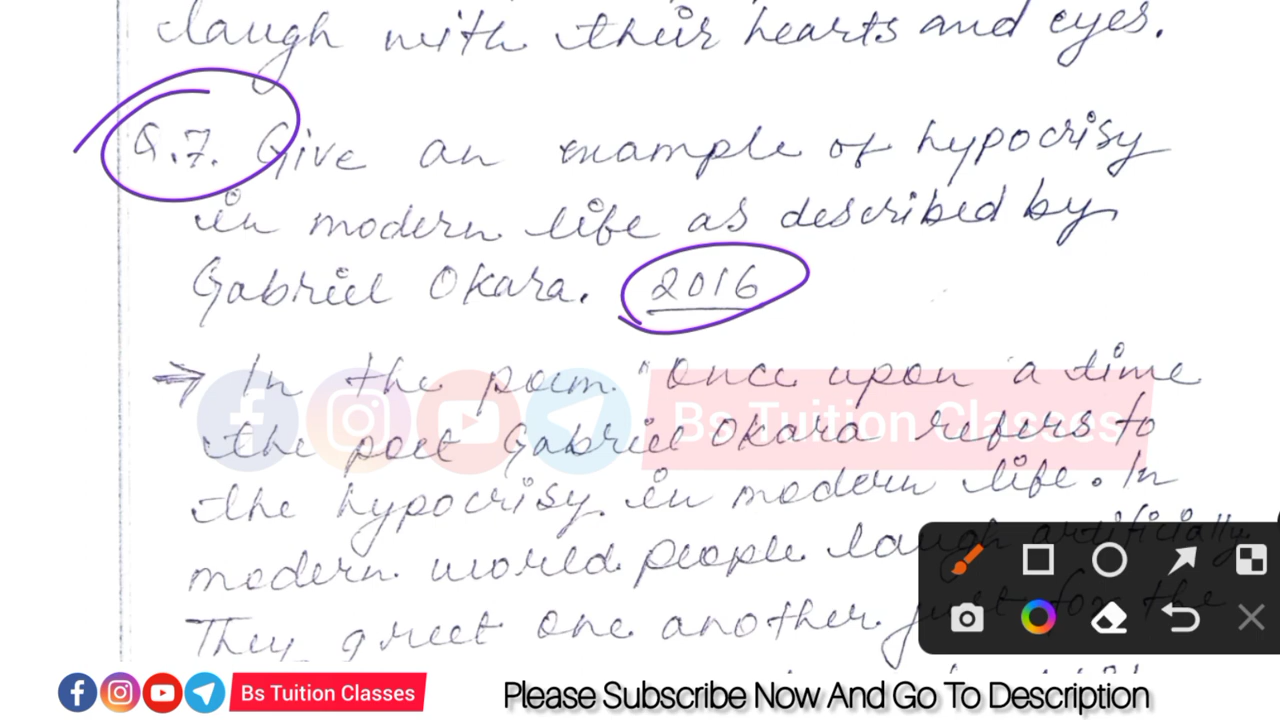 laugh with their hearts and eyes.
Q.7. Give an example of hypocrisy
in modern life as described by
Gabriel Okara. 2016
→ In the poem "Once upon a time
Bs Tuition Classes
the poet Gabriel Okara refers to
the hypocrisy in modern life. In
modern world people laugh artificially
They greet one another just for the
Bs Tuition Classes
Please Subscribe Now And Go To Description